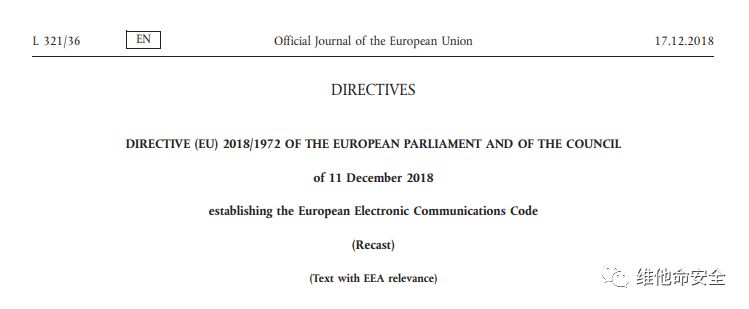 L 321/36 EN Official Journal of the European Union 17.12.2018
DIRECTIVES
DIRECTIVE (EU) 2018/1972 OF THE EUROPEAN PARLIAMENT AND OF THE COUNCIL
of 11 December 2018
establishing the European Electronic Communications Code
(Recast)
(Text with EEA relevance)
维他命安全